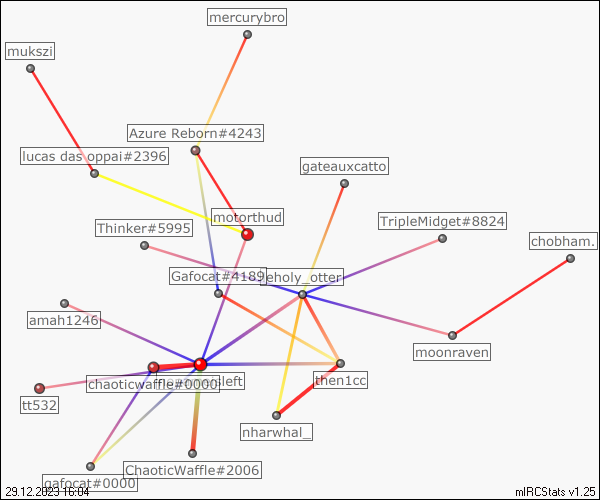 mercurybro
mukszi
Azure Reborn#4243
lucas das oppai#2396
gateauxcatto
motorthud
TripleMidget#8824
Thinker#5995
chobham.
Gafocat#4189
eholy_otter
amah1246
moonraven
then1cc
chaoticwaffle#0000
sleft
tt532
nharwhal_
ChaoticWaffle#2006
gafocat#0000
29.12.2023 16:04
mIRCStats v1.25